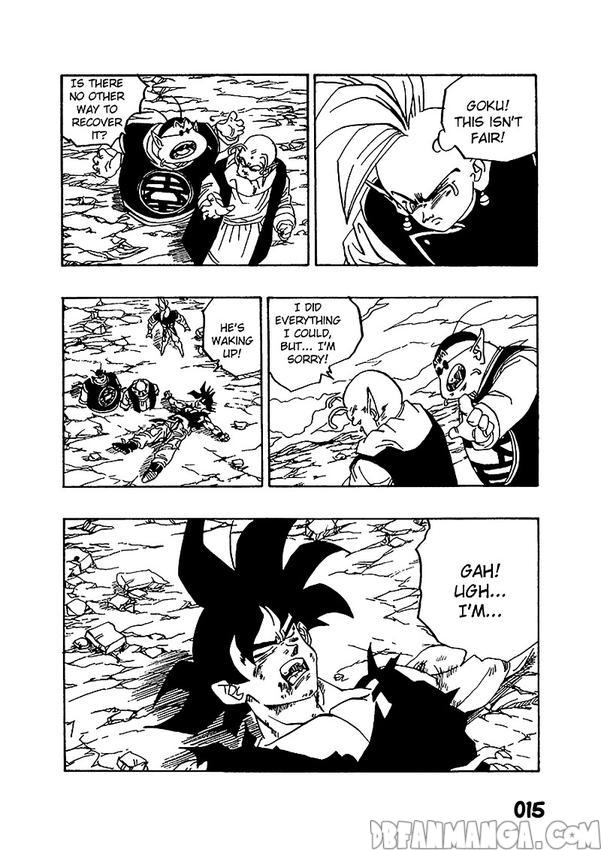 GOKU!
THIS ISN'T
FAIR!
IS THERE
NO OTHER
WAY TO
RECOVER
IT?
I DID
EVERYTHING
I COULD,
BUT... I'M
SORRY!
HE'S
WAKING
UP!
GAH!
UGH...
I'M...
015
DBFANMANGA.COM